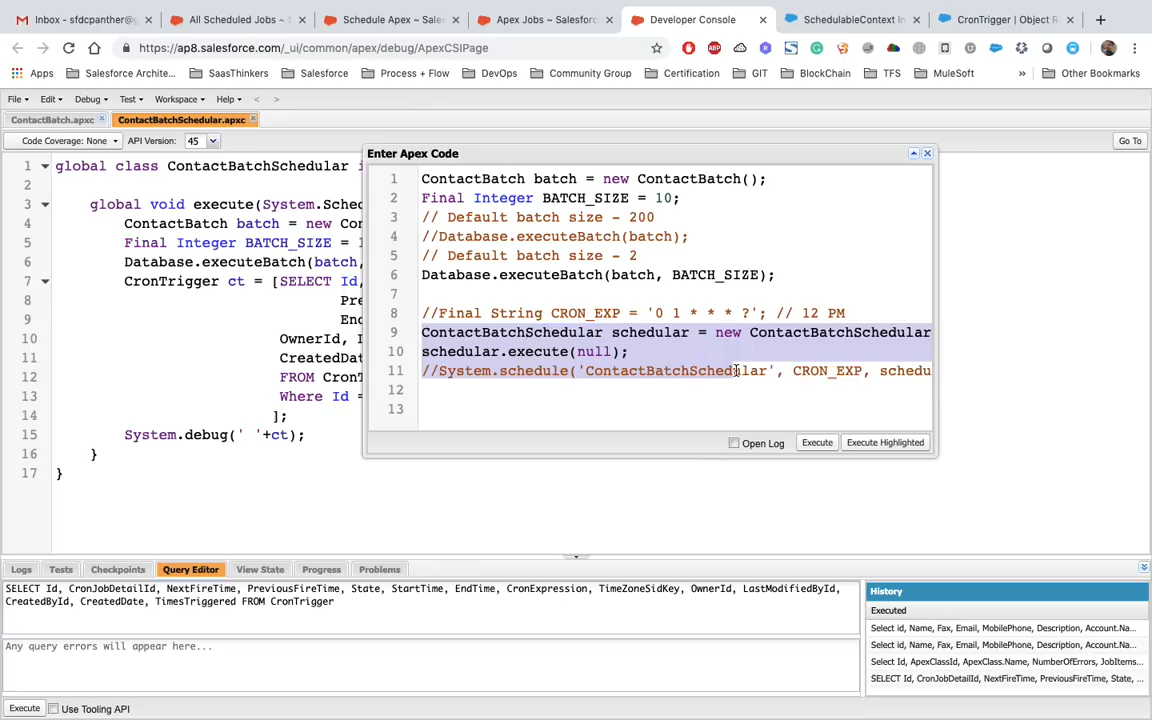 Inbox - sfdcpanther@
All Scheduled Jobs ~ S
Schedule Apex ~ Sales
Apex Jobs ~ Salesforc
Developer Console
SchedulableContext In
CronTrigger | Object R
https://ap8.salesforce.com/_ui/common/apex/debug/ApexCSIPage
Apps
Salesforce Archite...
SaasThinkers
Salesforce
Process + Flow
DevOps
Community Group
Certification
GIT
BlockChain
TFS
MuleSoft
»
Other Bookmarks
File
Edit
Debug
Test
Workspace
Help
<
>
ContactBatch.apxc
ContactBatchSchedular.apxc
Code Coverage: None
API Version:
45
Go To
1 global class ContactBatchSchedular i
2
3 global void execute(System.Sched
4 ContactBatch batch = new Con
5 Final Integer BATCH_SIZE = 1
6 Database.executeBatch(batch,
7 CronTrigger ct = [SELECT Id,
8 Pre
9 End
10 OwnerId, L
11 CreatedDat
12 FROM CronT
13 Where Id =
14 ];
15 System.debug(' '+ct);
16 }
17 }
Enter Apex Code
1 ContactBatch batch = new ContactBatch();
2 Final Integer BATCH_SIZE = 10;
3 // Default batch size - 200
4 //Database.executeBatch(batch);
5 // Default batch size - 2
6 Database.executeBatch(batch, BATCH_SIZE);
7
8 //Final String CRON_EXP = '0 1 * * * ?'; // 12 PM
9 ContactBatchSchedular schedular = new ContactBatchSchedular
10 schedular.execute(null);
11 //System.schedule('ContactBatchSchedular', CRON_EXP, schedu
12
13
Open Log
Execute
Execute Highlighted
Logs
Tests
Checkpoints
Query Editor
View State
Progress
Problems
SELECT Id, CronJobDetailId, NextFireTime, PreviousFireTime, State, StartTime, EndTime, CronExpression, TimeZoneSidKey, OwnerId, LastModifiedById,
CreatedById, CreatedDate, TimesTriggered FROM CronTrigger
Any query errors will appear here...
History
Executed
Select id, Name, Fax, Email, MobilePhone, Description, Account.Na...
Select id, Name, Fax, Email, MobilePhone, Description, Account.Na...
Select Id, ApexClassId, ApexClass.Name, NumberOfErrors, JobItems...
SELECT Id, CronJobDetailId, NextFireTime, PreviousFireTime, State, ...
Execute
Use Tooling API